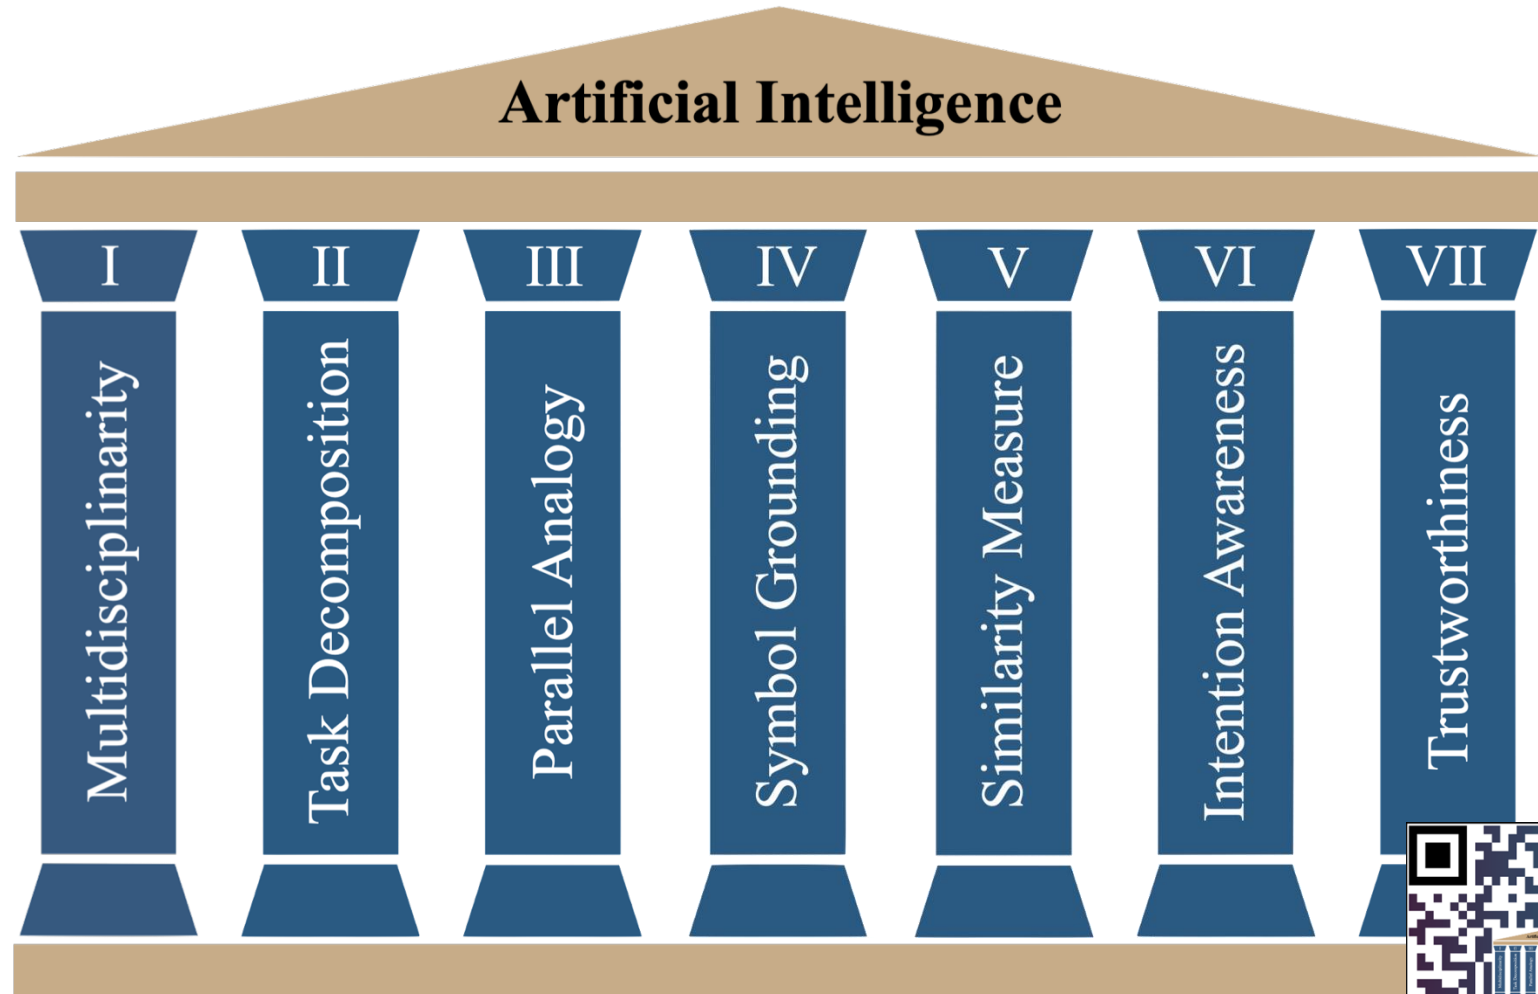 Artificial Intelligence
I
II
III
IV
V
VI
VII
Multidisciplinarity
Task Decomposition
Parallel Analogy
Symbol Grounding
Similarity Measure
Intention Awareness
Trustworthiness